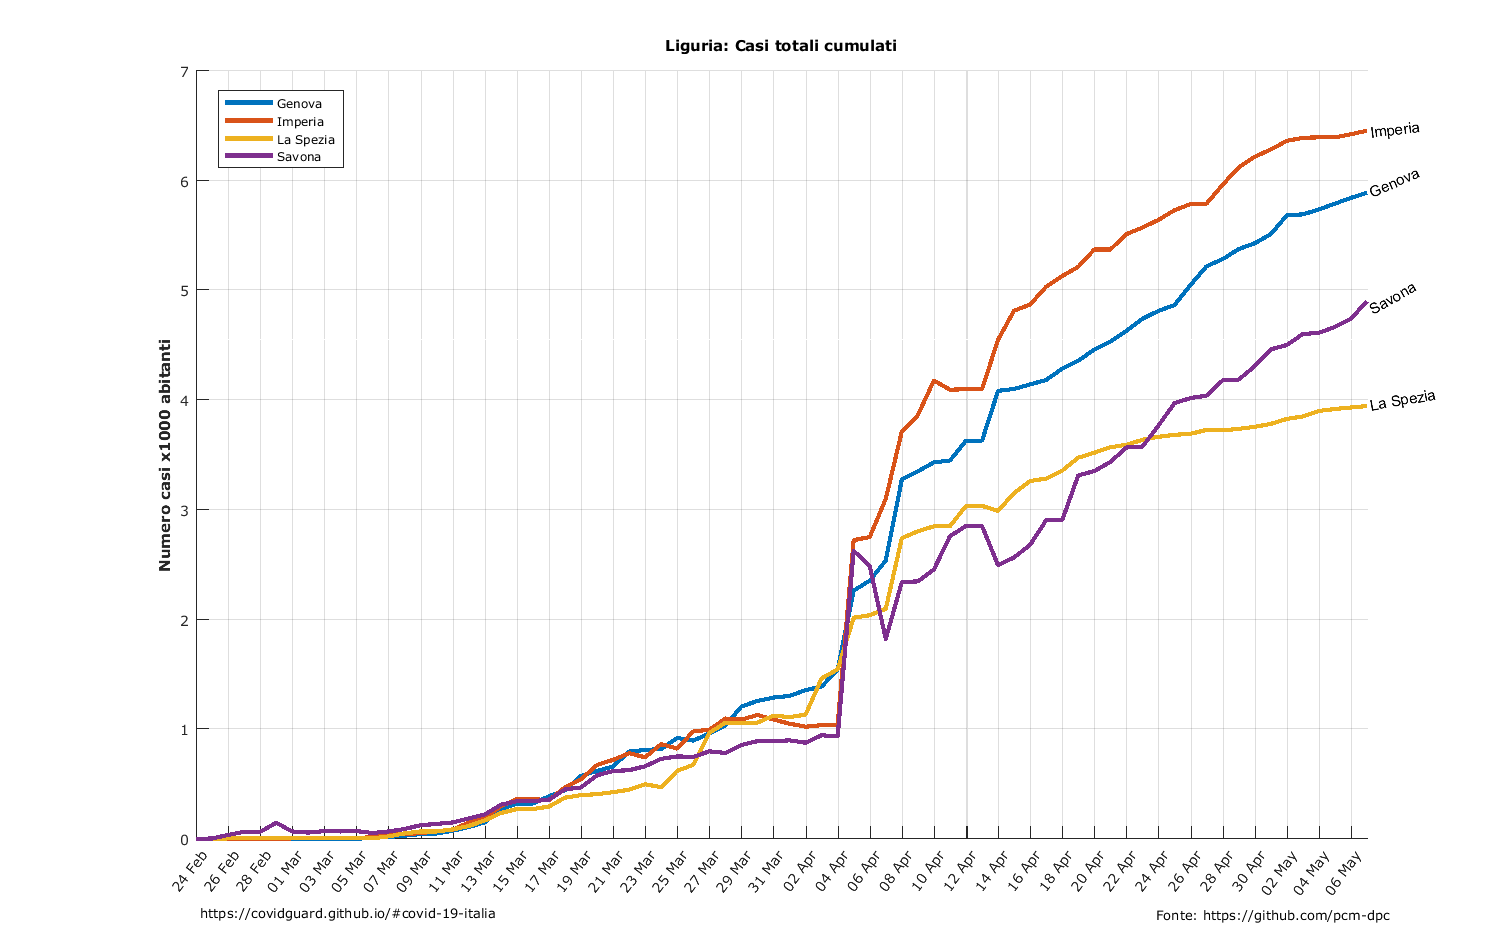 Liguria: Casi totali cumulati
7
6
5
4
3
2
1
0
Numero casi x1000 abitanti
Genova
Imperia
La Spezia
Savona
Imperia
Genova
Savona
La Spezia
24 Feb
26 Feb
28 Feb
01 Mar
03 Mar
05 Mar
07 Mar
09 Mar
11 Mar
13 Mar
15 Mar
17 Mar
19 Mar
21 Mar
23 Mar
25 Mar
27 Mar
29 Mar
31 Mar
02 Apr
04 Apr
06 Apr
08 Apr
10 Apr
12 Apr
14 Apr
16 Apr
18 Apr
20 Apr
22 Apr
24 Apr
26 Apr
28 Apr
30 Apr
02 May
04 May
06 May
https://covidguard.github.io/#covid-19-italia
Fonte: https://github.com/pcm-dpc